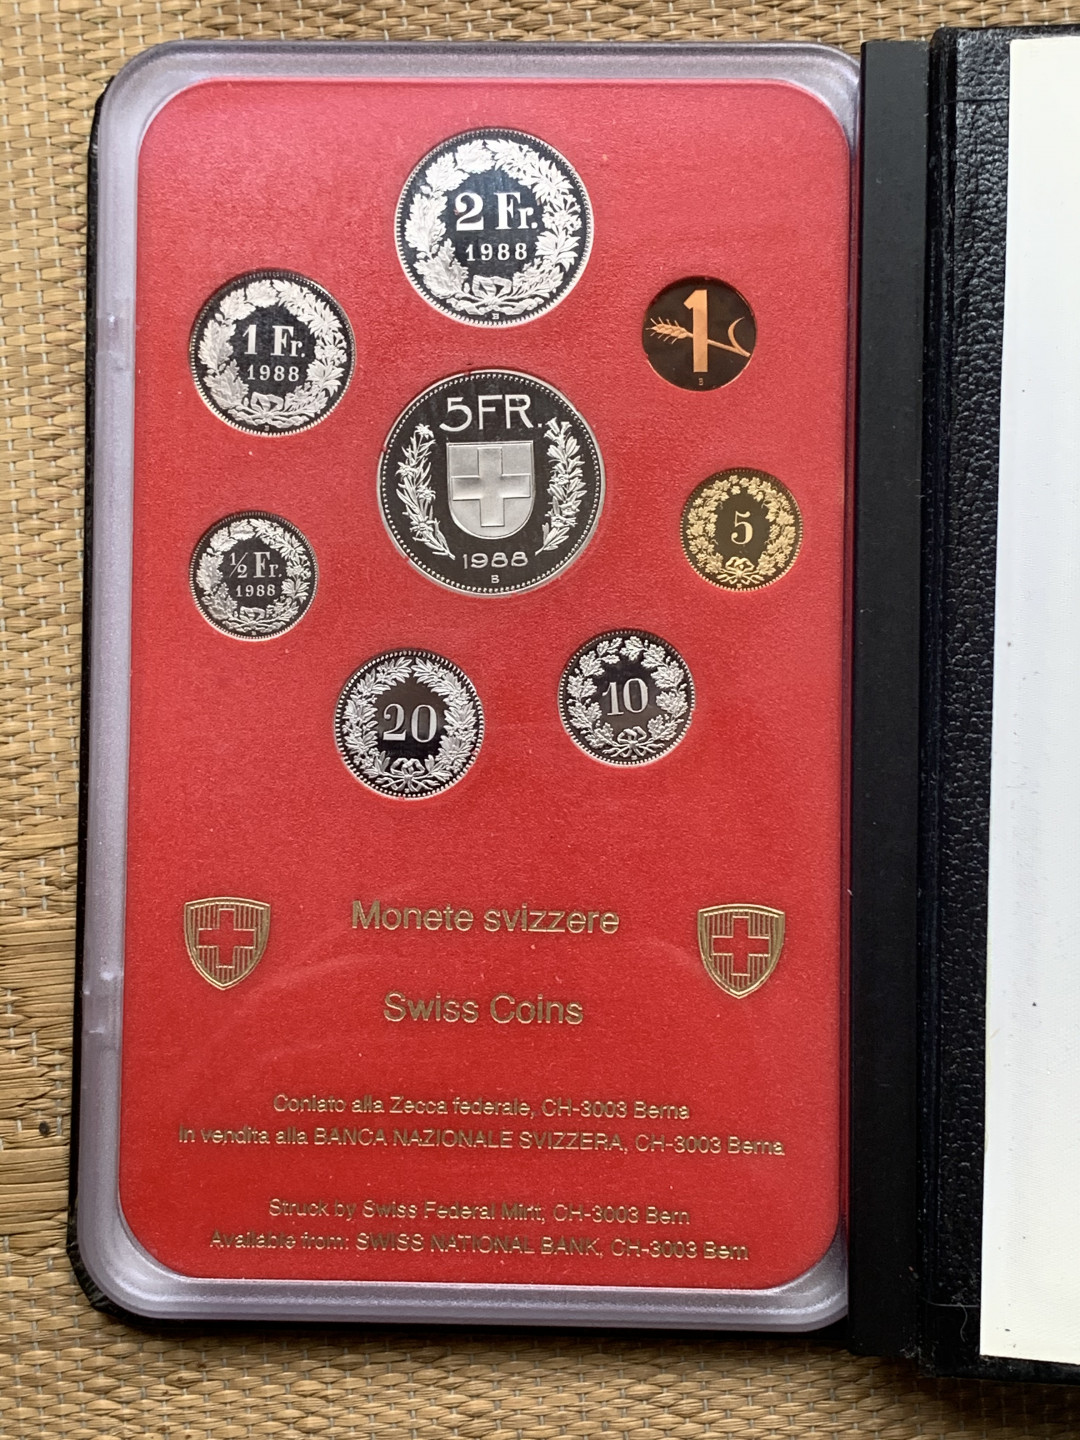 2 Fr.
1988
B
1 Fr.
1988
B
1
B
5FR.
1988
B
5
½ Fr.
1988
B
10
20
Monete svizzere
Swiss Coins
Coniato alla Zecca federale, CH-3003 Berna
In vendita alla BANCA NAZIONALE SVIZZERA, CH-3003 Berna
Struck by Swiss Federal Mint, CH-3003 Bern
Available from: SWISS NATIONAL BANK, CH-3003 Bern